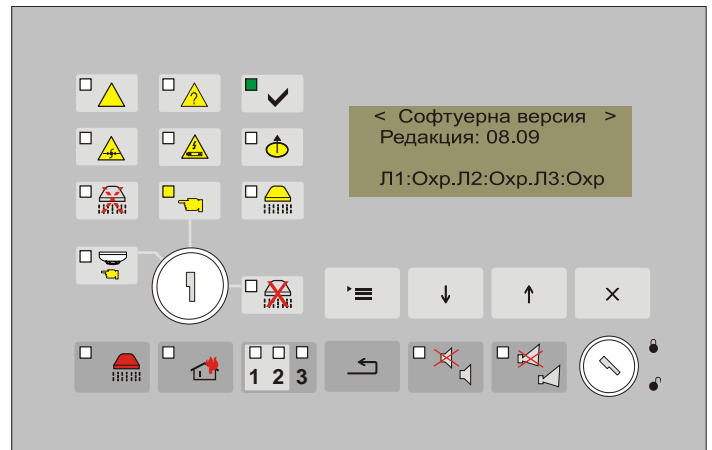 ?
< Софтуерна версия >
Редакция: 08.09
Л1:Охр.Л2:Охр.Л3:Охр
1 2 3